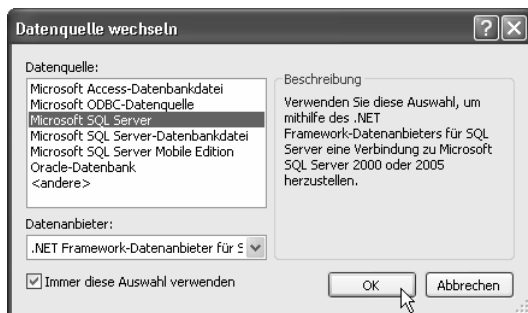 Datenquelle wechseln
Datenquelle:
Microsoft Access-Datenbankdatei
Microsoft ODBC-Datenquelle
Microsoft SQL Server
Microsoft SQL Server-Datenbankdatei
Microsoft SQL Server Mobile Edition
Oracle-Datenbank
<andere>
Beschreibung
Verwenden Sie diese Auswahl, um
mithilfe des .NET
Framework-Datenanbieters für SQL
Server eine Verbindung zu Microsoft
SQL Server 2000 oder 2005
herzustellen.
Datenanbieter:
.NET Framework-Datenanbieter für S
Immer diese Auswahl verwenden
OK
Abbrechen